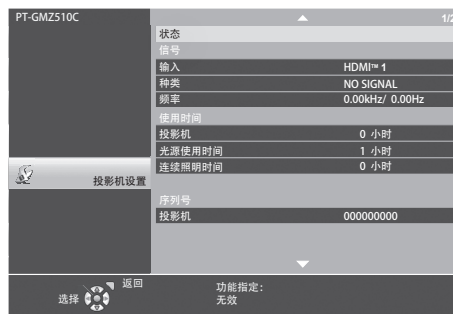 PT-GMZ510C
1/2
状态
信号
输入 HDMI™ 1
种类 NO SIGNAL
频率 0.00kHz/ 0.00Hz
使用时间
投影机 0 小时
光源使用时间 1 小时
连续照明时间 0 小时
投影机设置
序列号
投影机 000000000
返回
选择
功能指定：
无效